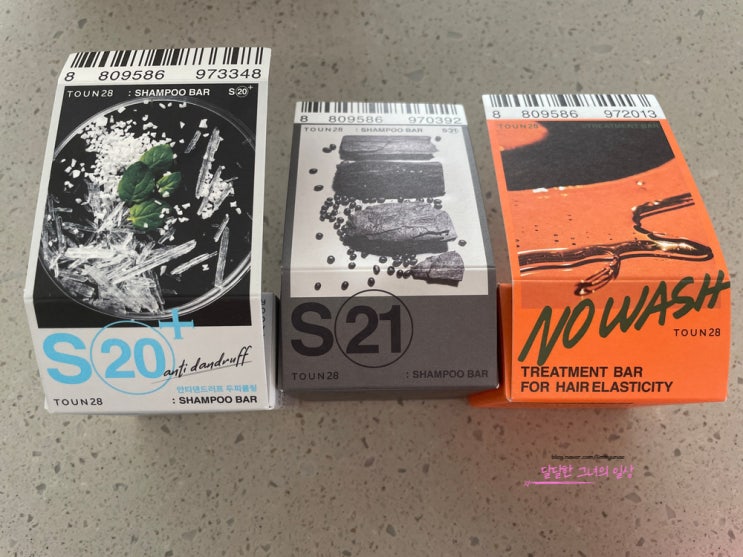 8 809586 973348
TOUN28 : SHAMPOO BAR S20+
S20+
anti dandruff
안티댄드러프 두피쿨링
TOUN28 : SHAMPOO BAR
8 809586 970392
TOUN28 : SHAMPOO BAR S21
S21
TOUN28 : SHAMPOO BAR
8 809586 972013
TOUN28 : TREATMENT BAR
NO WASH
TOUN28
TREATMENT BAR
FOR HAIR ELASTICITY
달달한 그녀의 일상